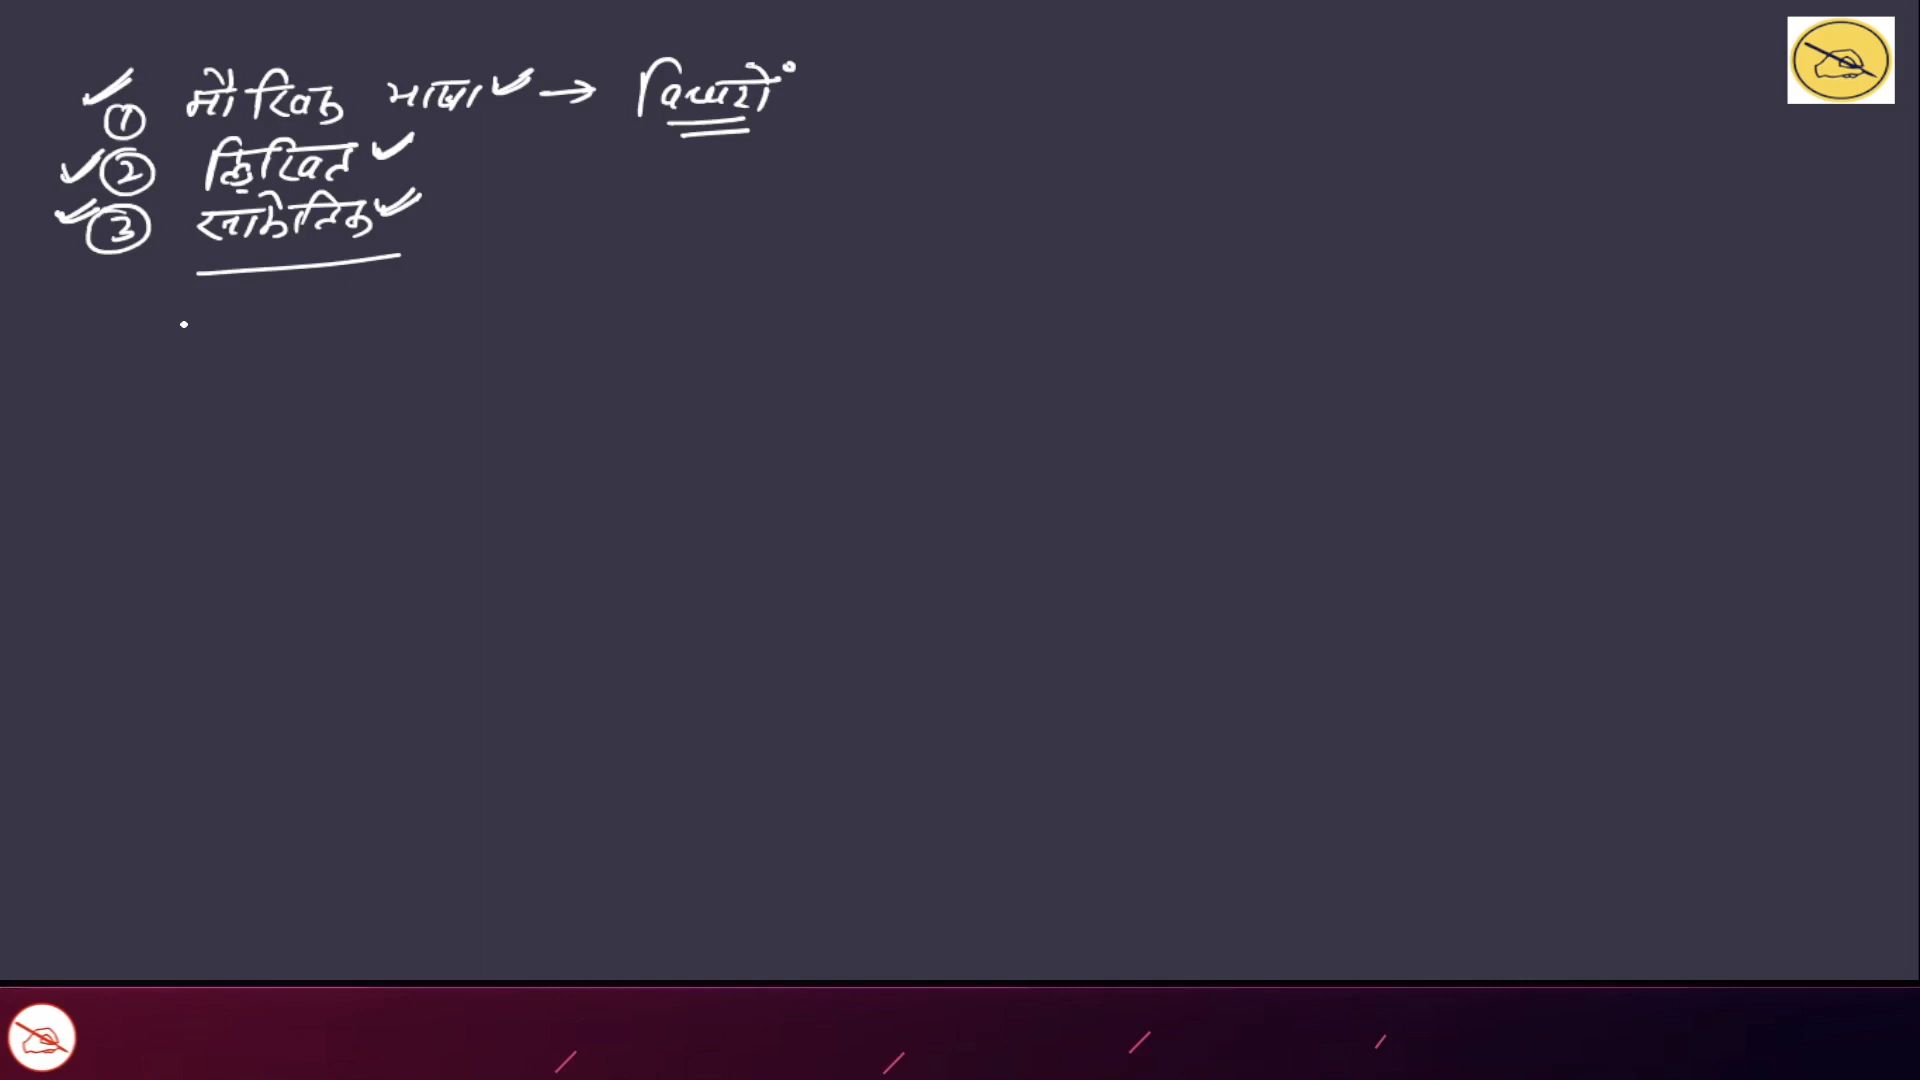 ① मौखिक भाषा → विचारों
② लिखित
③ सांकेतिक